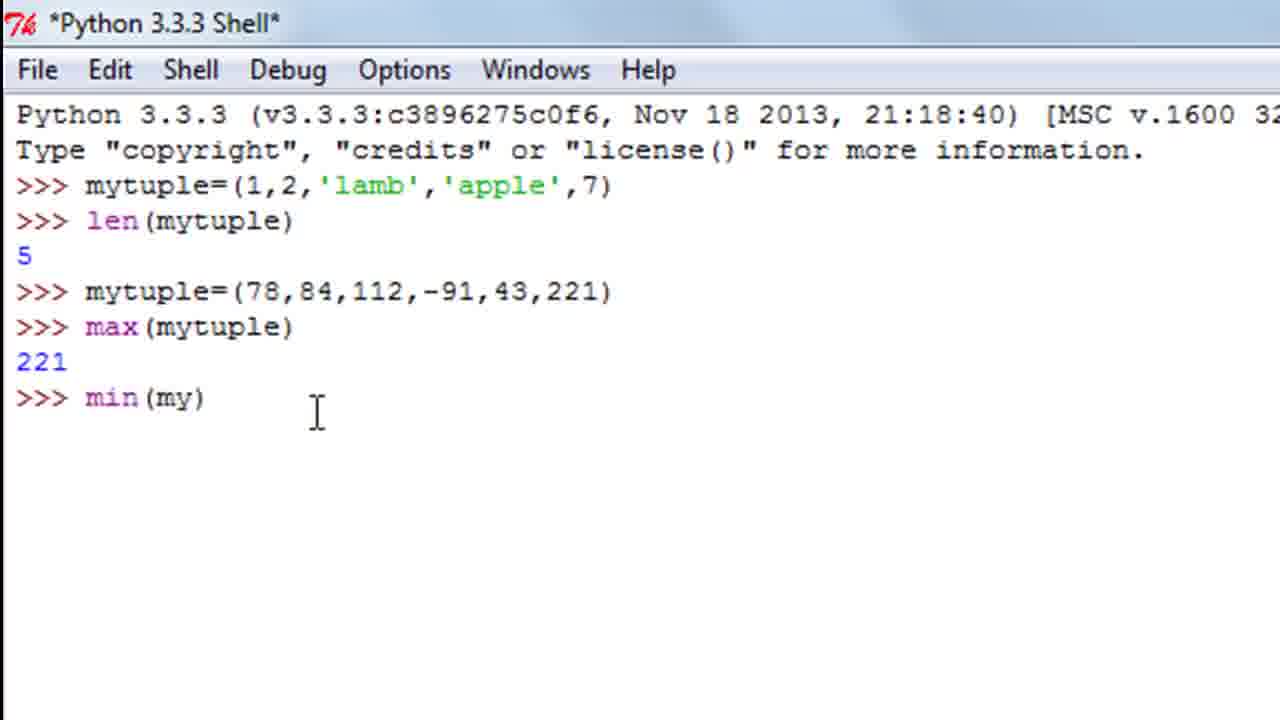 *Python 3.3.3 Shell*
File Edit Shell Debug Options Windows Help
Python 3.3.3 (v3.3.3:c3896275c0f6, Nov 18 2013, 21:18:40) [MSC v.1600 32
Type "copyright", "credits" or "license()" for more information.
>>> mytuple=(1,2,'lamb','apple',7)
>>> len(mytuple)
5
>>> mytuple=(78,84,112,-91,43,221)
>>> max(mytuple)
221
>>> min(my)